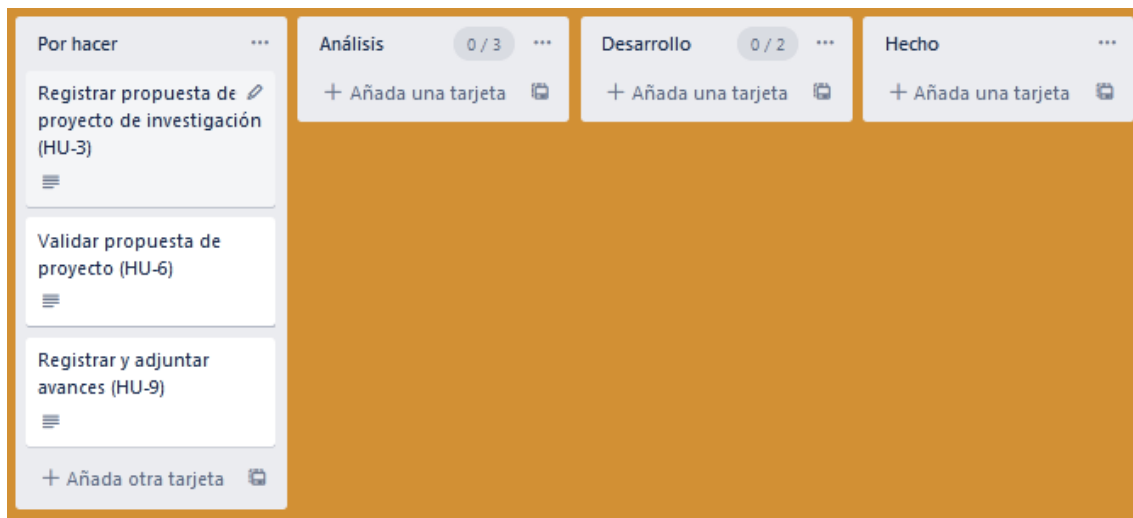 Por hacer
Registrar propuesta de
proyecto de investigación
(HU-3)
Validar propuesta de
proyecto (HU-6)
Registrar y adjuntar
avances (HU-9)
+ Añada otra tarjeta
Análisis 0 / 3
+ Añada una tarjeta
Desarrollo 0 / 2
+ Añada una tarjeta
Hecho
+ Añada una tarjeta